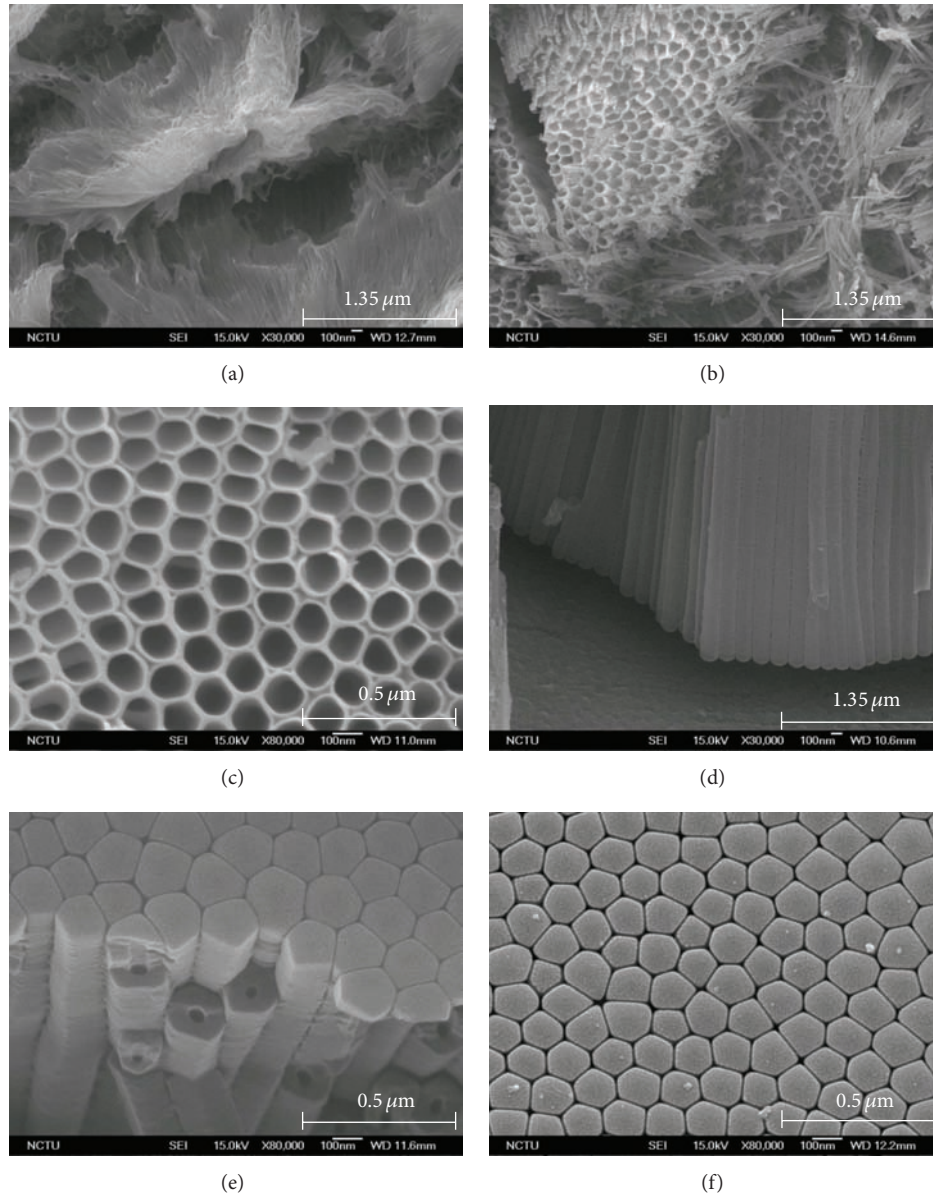 1.35 μm
1.35 μm
NCTU SEI 15.0kV X30,000 100nm WD 12.7mm
NCTU SEI 15.0kV X30,000 100nm WD 14.6mm
(a)
(b)
0.5 μm
1.35 μm
NCTU SEI 15.0kV X80,000 100nm WD 11.0mm
NCTU SEI 15.0kV X30,000 100nm WD 10.6mm
(c)
(d)
0.5 μm
0.5 μm
NCTU SEI 15.0kV X80,000 100nm WD 11.6mm
NCTU SEI 15.0kV X80,000 100nm WD 12.2mm
(e)
(f)